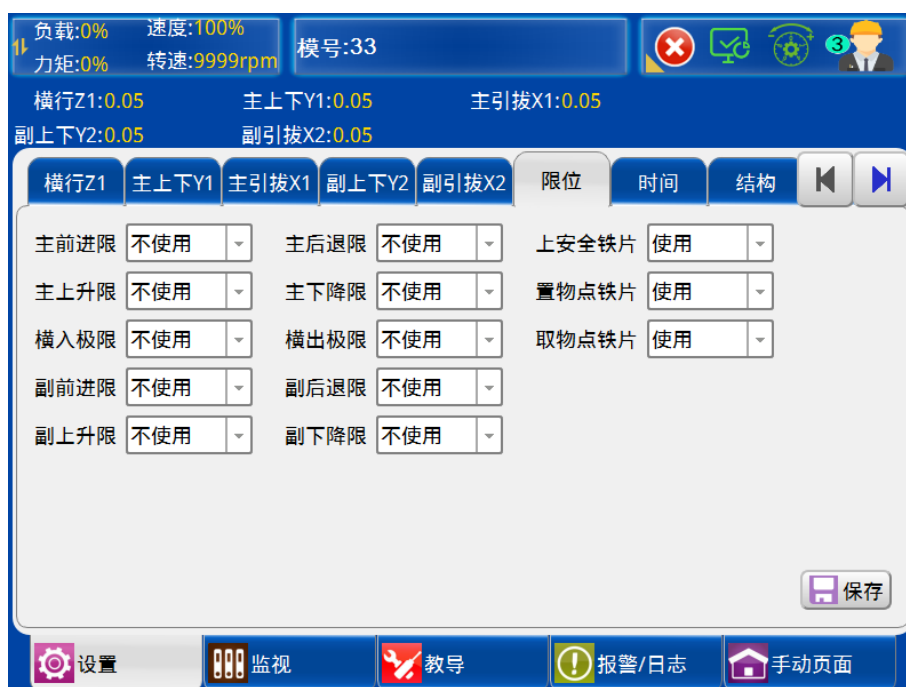 负载:0% 速度:100%
力矩:0% 转速:9999rpm 模号:33 3
横行Z1:0.05 主上下Y1:0.05 主引拔X1:0.05
副上下Y2:0.05 副引拔X2:0.05
横行Z1 主上下Y1 主引拔X1 副上下Y2 副引拔X2 限位 时间 结构
主前进限 不使用 主后退限 不使用 上安全铁片 使用
主上升限 不使用 主下降限 不使用 置物点铁片 使用
横入极限 不使用 横出极限 不使用 取物点铁片 使用
副前进限 不使用 副后退限 不使用
副上升限 不使用 副下降限 不使用
保存
设置 监视 教导 报警/日志 手动页面